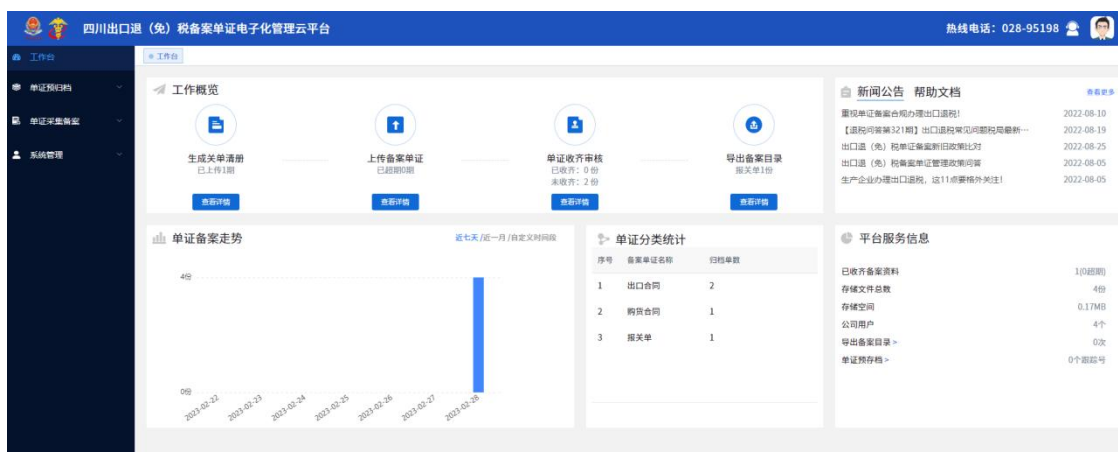 四川出口退（免）税备案单证电子化管理云平台
热线电话：028-95198
工作台
单证预归档
单证采集备案
系统管理
工作台
工作概览
生成关单清册
已上传1期
查看详情
上传备案单证
已超期0期
查看详情
单证收齐审核
已收齐：0份
未收齐：2份
查看详情
导出备案目录
报关单1份
查看详情
新闻公告 帮助文档 查看更多
重视单证备案合规办理出口退税！ 2022-08-10
【退税问答第321期】出口退税常见问题税局最新… 2022-08-19
出口退（免）税单证备案新旧政策比对 2022-08-25
出口退（免）税备案单证管理政策问答 2022-08-05
生产企业办理出口退税，这11点要格外关注！ 2022-08-05
单证备案走势
近七天/近一月/自定义时间段
4份
0份
2023-02-22 2023-02-23 2023-02-24 2023-02-25 2023-02-26 2023-02-27 2023-02-28
单证分类统计
序号 备案单证名称 归档单数
1 出口合同 2
2 购货合同 1
3 报关单 1
平台服务信息
已收齐备案资料 1(0超期)
存储文件总数 4份
存储空间 0.17MB
公司用户 4个
导出备案目录> 0次
单证预存档> 0个跟踪号